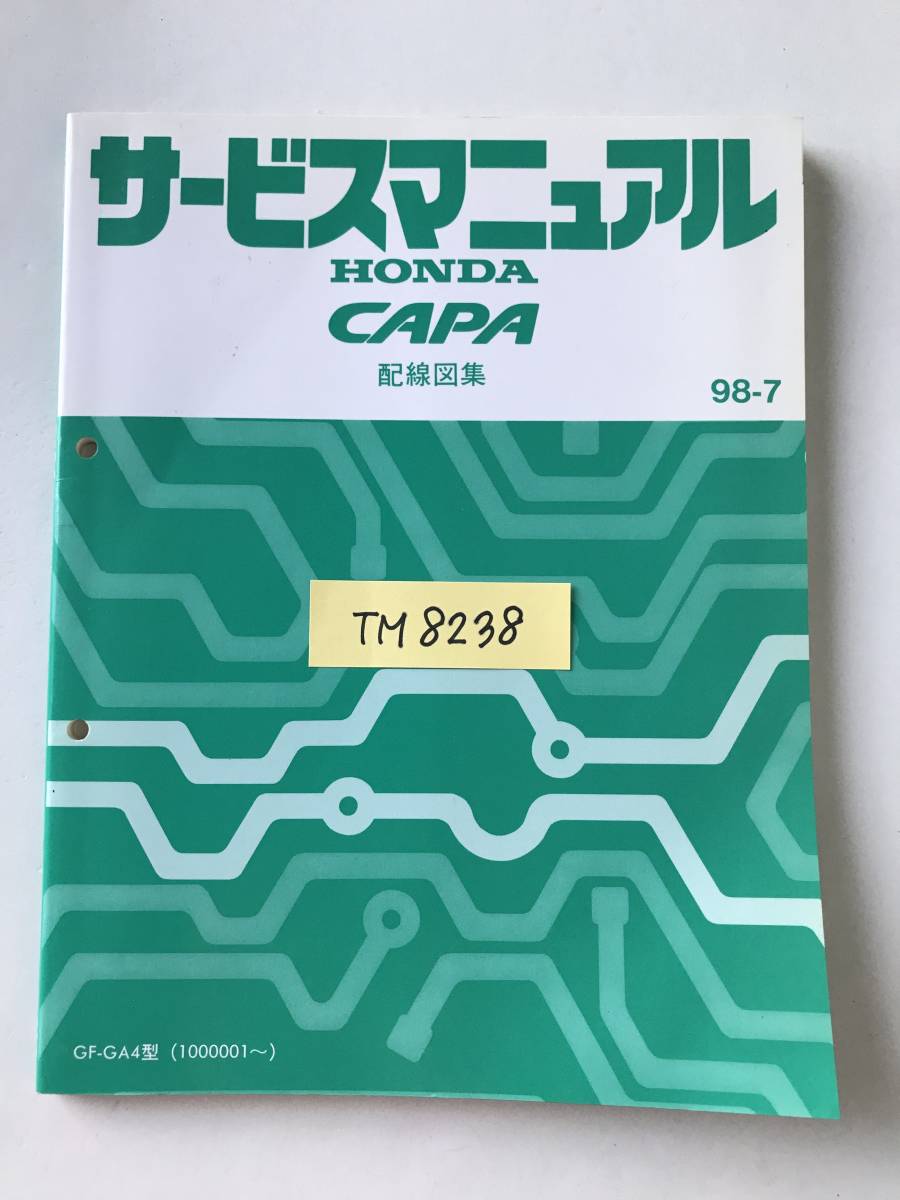 サービスマニュアル
HONDA
CAPA
配線図集
98-7
TM 8238
GF-GA4型 (1000001〜)